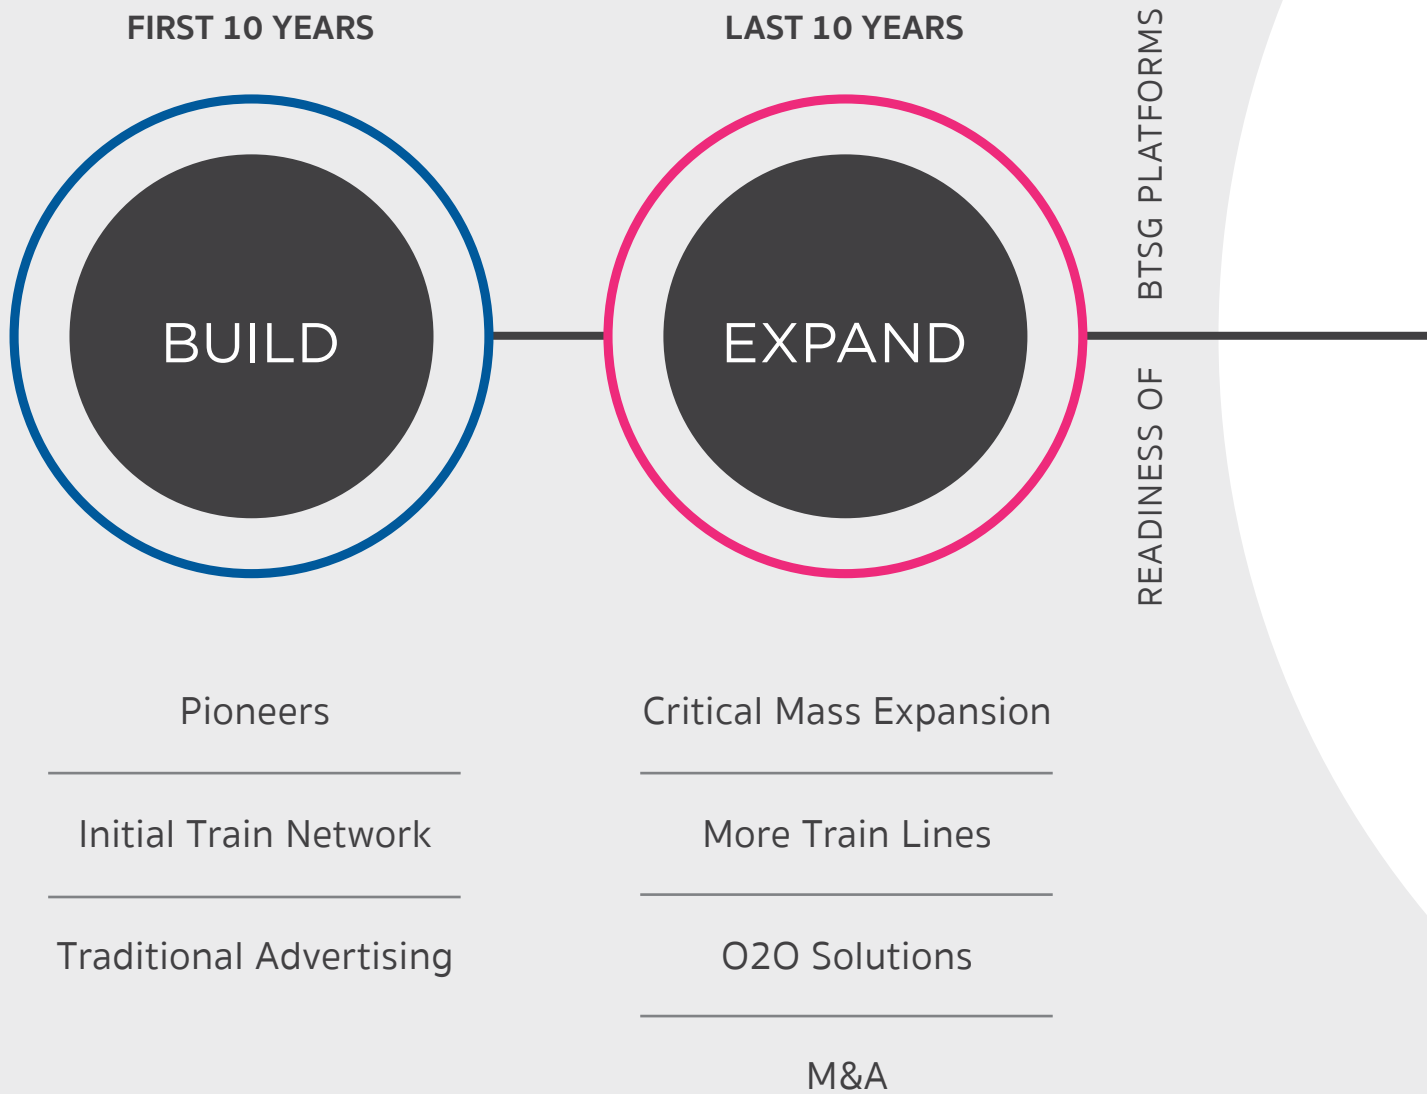 FIRST 10 YEARS
BUILD
Pioneers
Initial Train Network
Traditional Advertising
LAST 10 YEARS
EXPAND
Critical Mass Expansion
More Train Lines
O2O Solutions
M&A
READINESS OF BTSG PLATFORMS